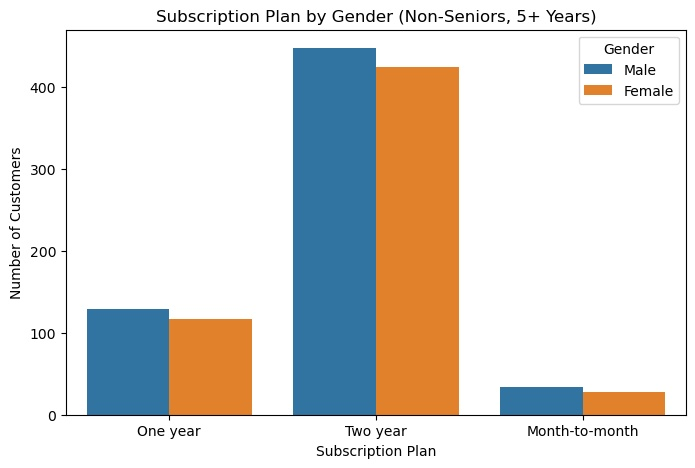 Subscription Plan by Gender (Non-Seniors, 5+ Years)
Gender
Male
Female
Number of Customers
400
300
200
100
0
One year
Two year
Month-to-month
Subscription Plan